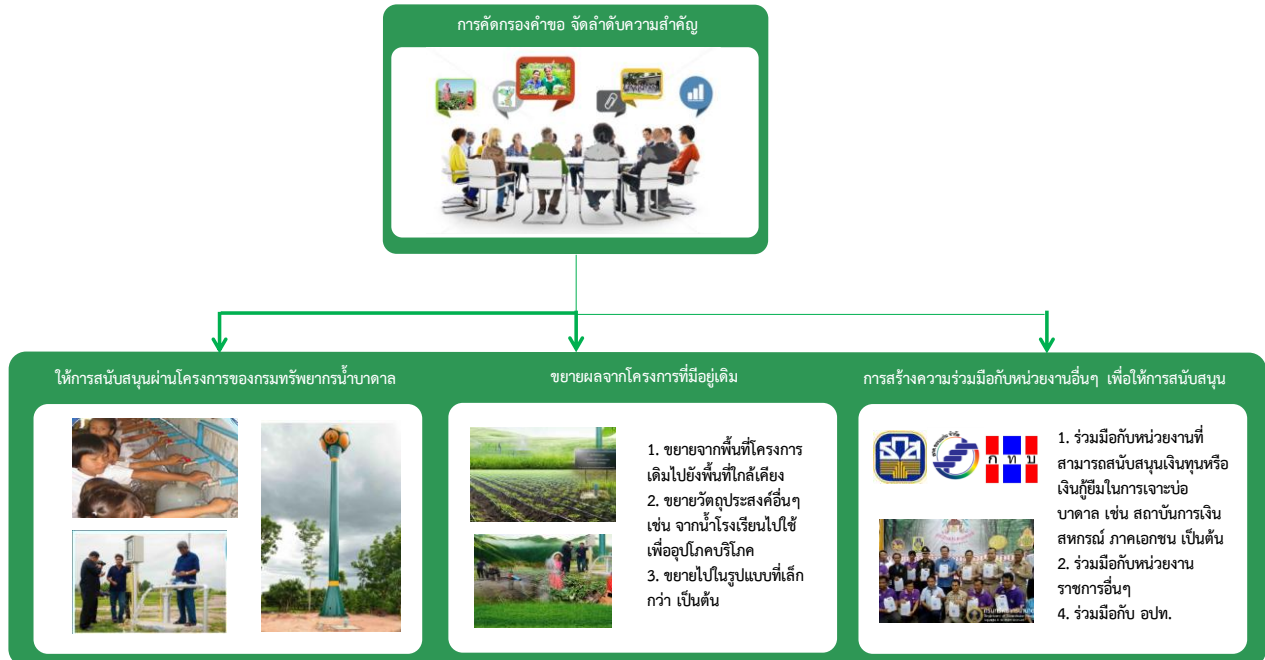 การคัดกรองคำขอ จัดลำดับความสำคัญ
ให้การสนับสนุนผ่านโครงการของกรมทรัพยากรน้ำบาดาล
ขยายผลจากโครงการที่มีอยู่เดิม
1. ขยายจากพื้นที่โครงการ
เดิมไปยังพื้นที่ใกล้เคียง
2. ขยายวัตถุประสงค์อื่นๆ
เช่น จากน้ำโรงเรียนไปใช้
เพื่ออุปโภคบริโภค
3. ขยายไปในรูปแบบที่เล็ก
กว่า เป็นต้น
การสร้างความร่วมมือกับหน่วยงานอื่นๆ เพื่อให้การสนับสนุน
ก ท บ
1. ร่วมมือกับหน่วยงานที่
สามารถสนับสนุนเงินทุนหรือ
เงินกู้ยืมในการเจาะบ่อ
บาดาล เช่น สถาบันการเงิน
สหกรณ์ ภาคเอกชน เป็นต้น
2. ร่วมมือกับหน่วยงาน
ราชการอื่นๆ
4. ร่วมมือกับ อปท.